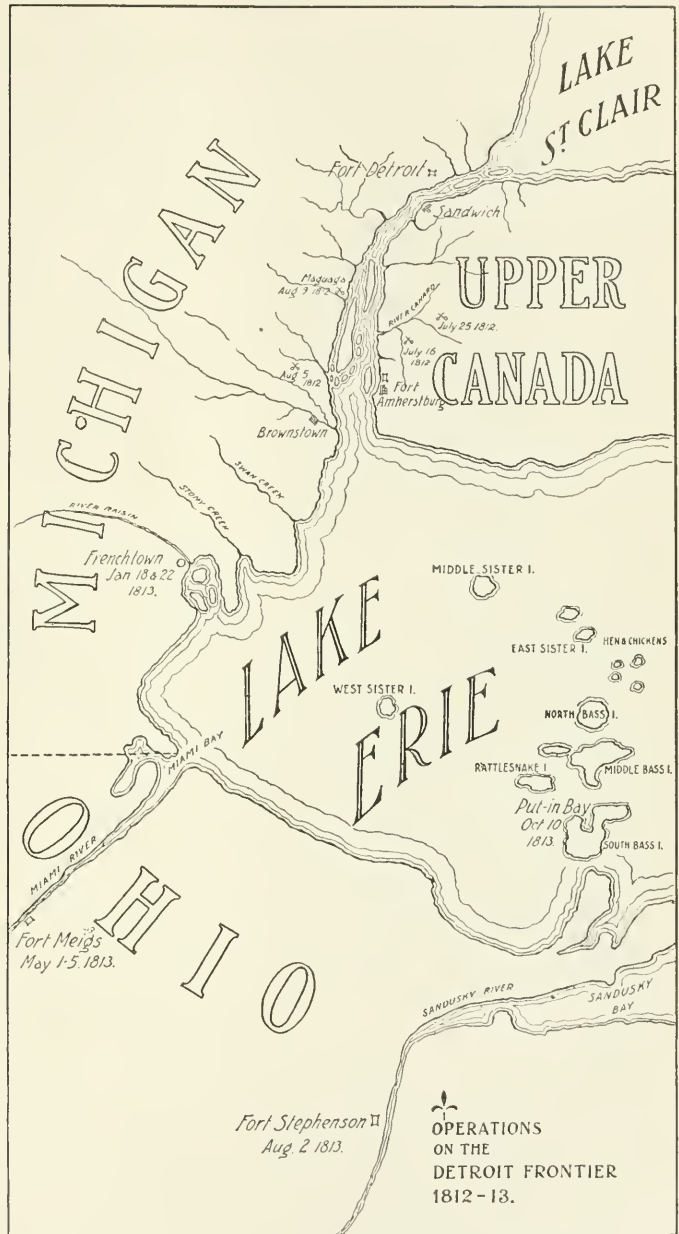 LAKE
ST CLAIR
Fort Detroit
Sandwich
MICHIGAN
UPPER
CANADA
Maguaga
Aug 9 1812
RIVER CANARD
July 25 1812.
July 16
1812
Aug 5
1812
Fort
Amherstburg
Brownstown
SWAN CREEK
STONY CREEK
RIVER RAISIN
Frenchtown
Jan 18 & 22
1813.
MIDDLE SISTER I.
EAST SISTER I.
HEN & CHICKENS
LAKE
ERIE
WEST SISTER I.
NORTH BASS I.
MIAMI BAY
RATTLESNAKE I
MIDDLE BASS I.
Put-in Bay
Oct 10
1813.
SOUTH BASS I.
OHIO
MIAMI RIVER
Fort Meigs
May 1-5. 1813.
SANDUSKY RIVER
SANDUSKY
BAY
Fort Stephenson
Aug. 2 1813.
OPERATIONS
ON THE
DETROIT FRONTIER
1812-13.